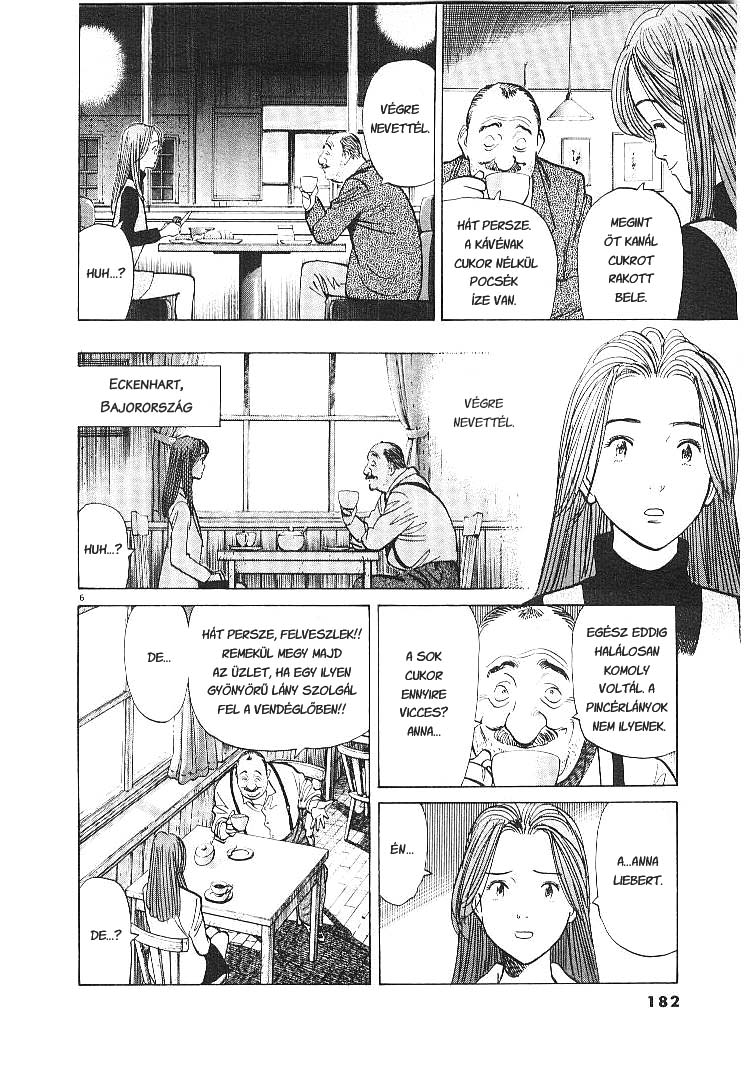 MEGINT
ÖT KANÁL
CUKROT
RAKOTT
BELE.
HÁT PERSZE.
A KÁVÉNAK
CUKOR NÉLKÜL
POCSÉK
ÍZE VAN.
VÉGRE
NEVETTÉL.
HUH...?
VÉGRE
NEVETTÉL.
ECKENHART,
BAJORORSZÁG
HUH...?
6
EGÉSZ EDDIG
HALÁLOSAN
KOMOLY
VOLTÁL. A
PINCÉRLÁNYOK
NEM ILYENEK.
A SOK
CUKOR
ENNYIRE
VICCES?
ANNA...
A...ANNA
LIEBERT.
ÉN...
HÁT PERSZE, FELVESZLEK!!
REMEKÜL MEGY MAJD
AZ ÜZLET, HA EGY ILYEN
GYÖNYÖRŰ LÁNY SZOLGÁL
FEL A VENDÉGLŐBEN!!
DE...
DE...?
182